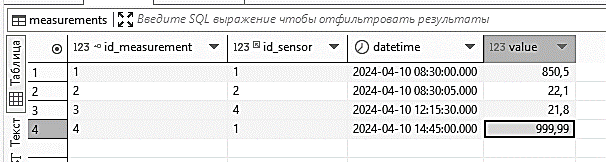 measurements Введите SQL выражение чтобы отфильтровать результаты
Таблица
Текст
123 id_measurement 123 id_sensor datetime 123 value
1 1 1 2024-04-10 08:30:00.000 850,5
2 2 2 2024-04-10 08:30:05.000 22,1
3 3 4 2024-04-10 12:15:30.000 21,8
4 4 1 2024-04-10 14:45:00.000 999,99